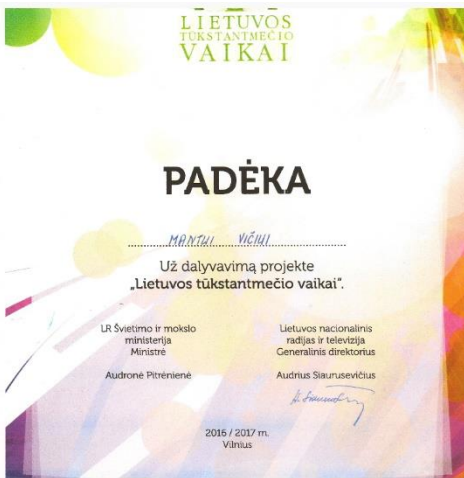 LIETUVOS
TŪKSTANTMEČIO
VAIKAI
PADĖKA
MANTUI VIČIUI
Už dalyvavimą projekte
„Lietuvos tūkstantmečio vaikai“.
LR Švietimo ir mokslo
ministerija
Ministrė
Audronė Pitrėnienė
Lietuvos nacionalinis
radijas ir televizija
Generalinis direktorius
Audrius Siaurusevičius
2016 / 2017 m.
Vilnius